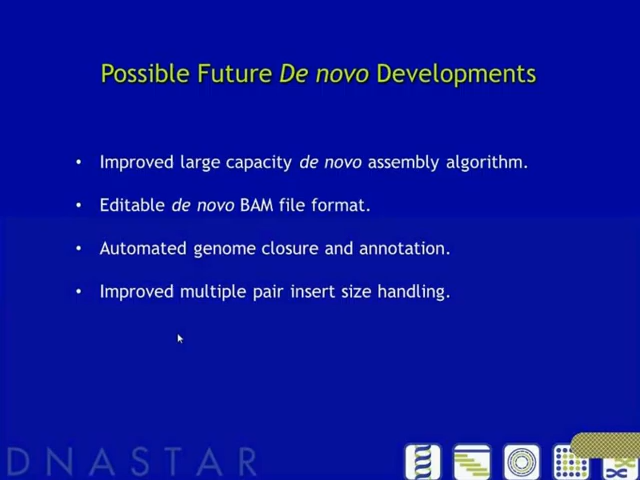 Possible Future De novo Developments
• Improved large capacity de novo assembly algorithm.
• Editable de novo BAM file format.
• Automated genome closure and annotation.
• Improved multiple pair insert size handling.
DNASTAR